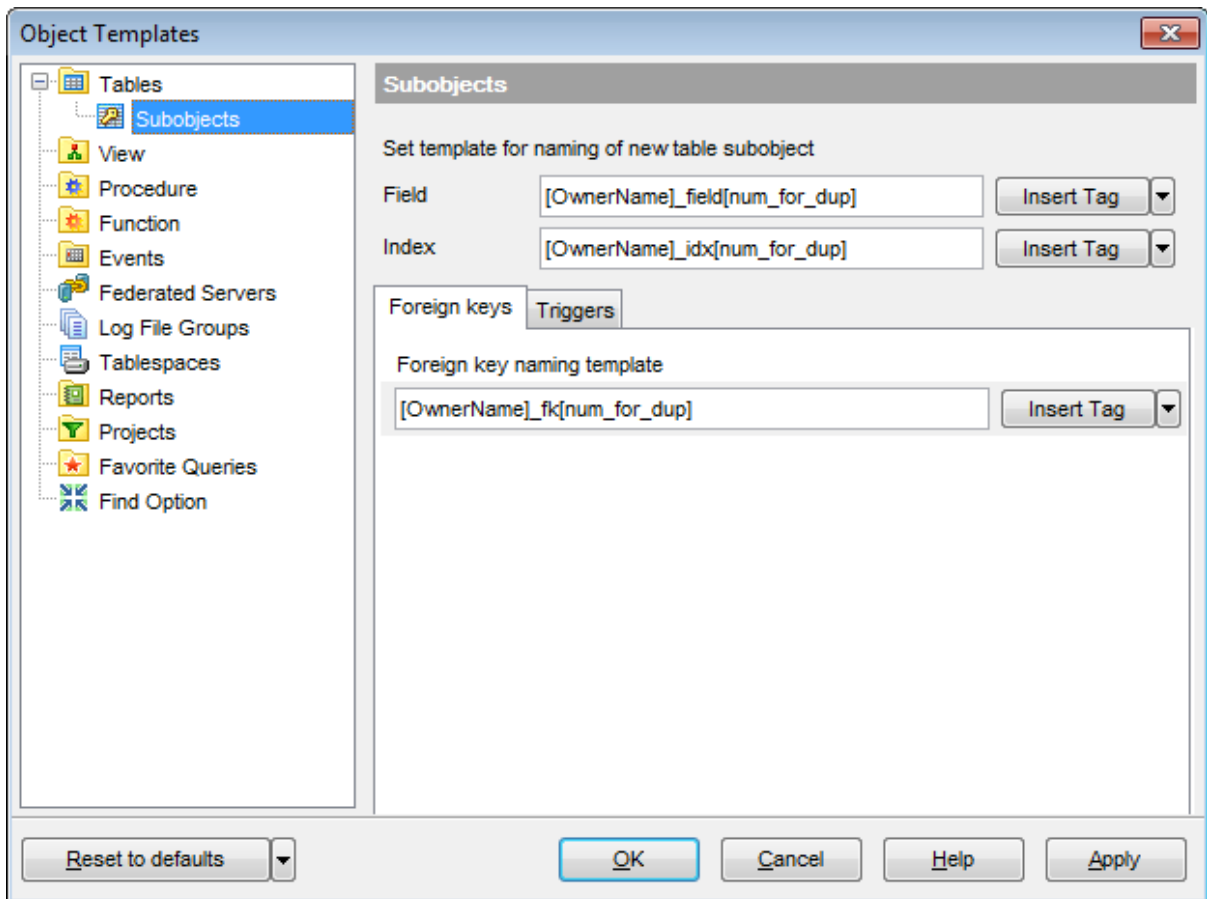 Object Templates
Tables
Subobjects
View
Procedure
Function
Events
Federated Servers
Log File Groups
Tablespaces
Reports
Projects
Favorite Queries
Find Option
Subobjects
Set template for naming of new table subobject
Field [OwnerName]_field[num_for_dup] Insert Tag
Index [OwnerName]_idx[num_for_dup] Insert Tag
Foreign keys Triggers
Foreign key naming template
[OwnerName]_fk[num_for_dup] Insert Tag
Reset to defaults OK Cancel Help Apply